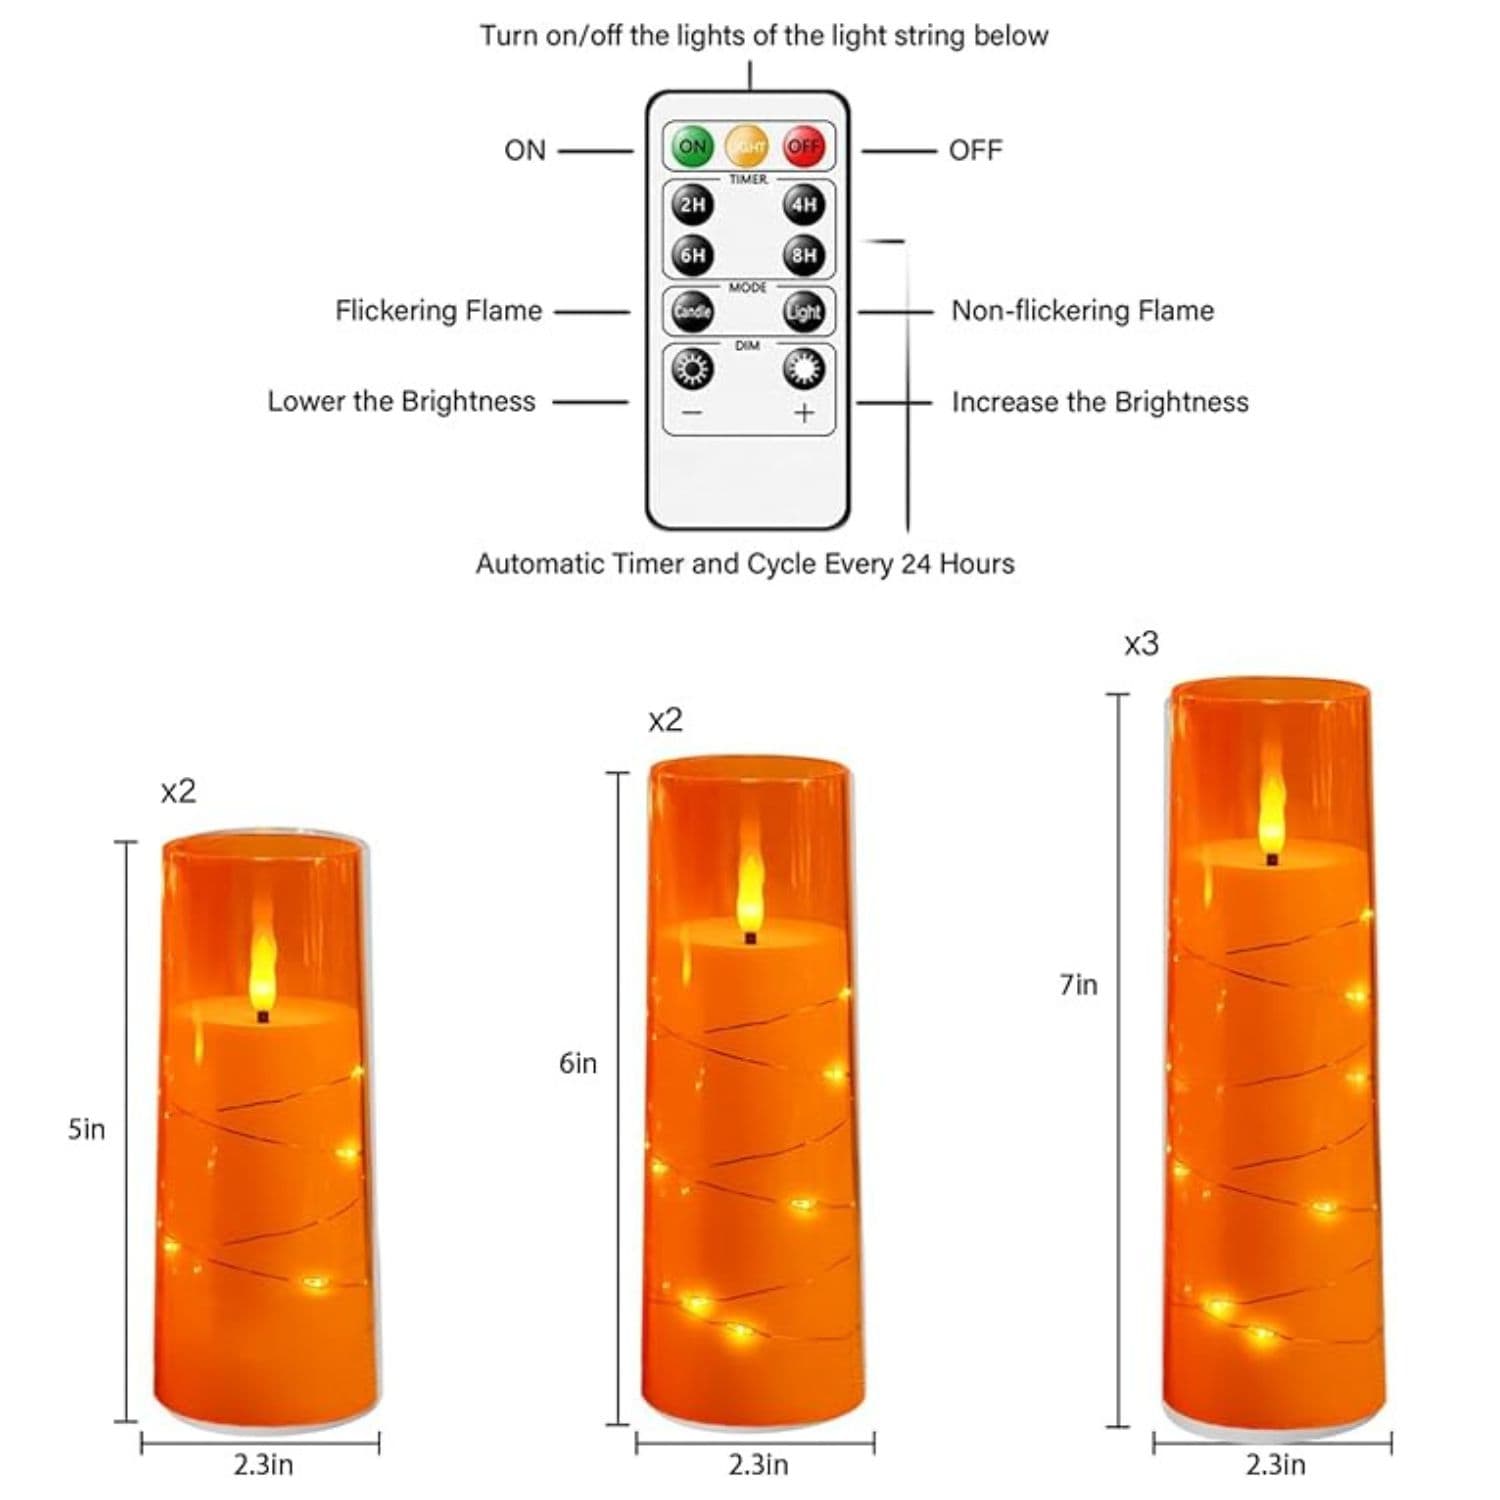 Turn on/off the lights of the light string below
ON
ON LIGHT OFF
OFF
TIMER
2H 4H
6H 8H
MODE
Flickering Flame
Candle Light
Non-flickering Flame
DIM
Lower the Brightness
− +
Increase the Brightness
Automatic Timer and Cycle Every 24 Hours
x2
5in
2.3in
x2
6in
2.3in
x3
7in
2.3in